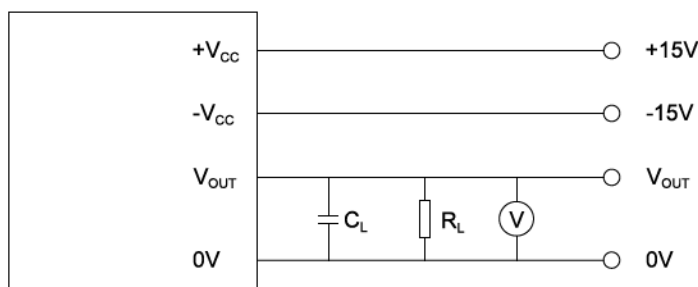 +VCC +15V
-VCC -15V
VOUT VOUT
CL RL V
0V 0V